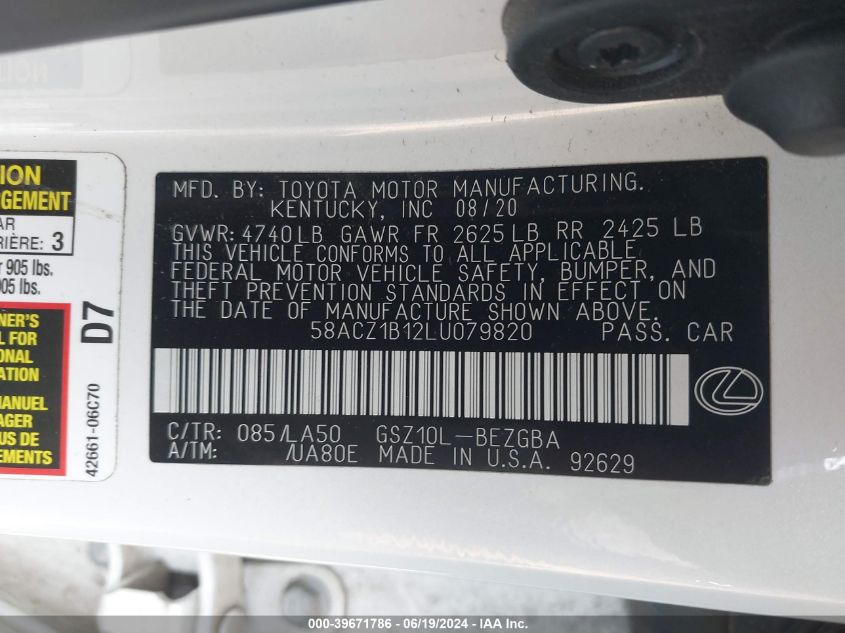 MFD. BY: TOYOTA MOTOR MANUFACTURING.
KENTUCKY, INC 08/20
GVWR: 4740LB GAWR FR 2625LB RR 2425 LB
THIS VEHICLE CONFORMS TO ALL APPLICABLE
FEDERAL MOTOR VEHICLE SAFETY, BUMPER, AND
THEFT PREVENTION STANDARDS IN EFFECT ON
THE DATE OF MANUFACTURE SHOWN ABOVE.
58ACZ1B12LU079820 PASS. CAR
C/TR: 085/LA50 GSZ10L-BEZGBA
A/TM: /UA80E MADE IN U.S.A. 92629
ION
RGEMENT
AR
RIÈRE: 3
r 905 lbs.
905 lbs.
NER'S
L FOR
ONAL
ATION
MANUEL
AGER
US DE
EMENTS
D7
42661-06C70
000-39671786 - 06/19/2024 - IAAI.com